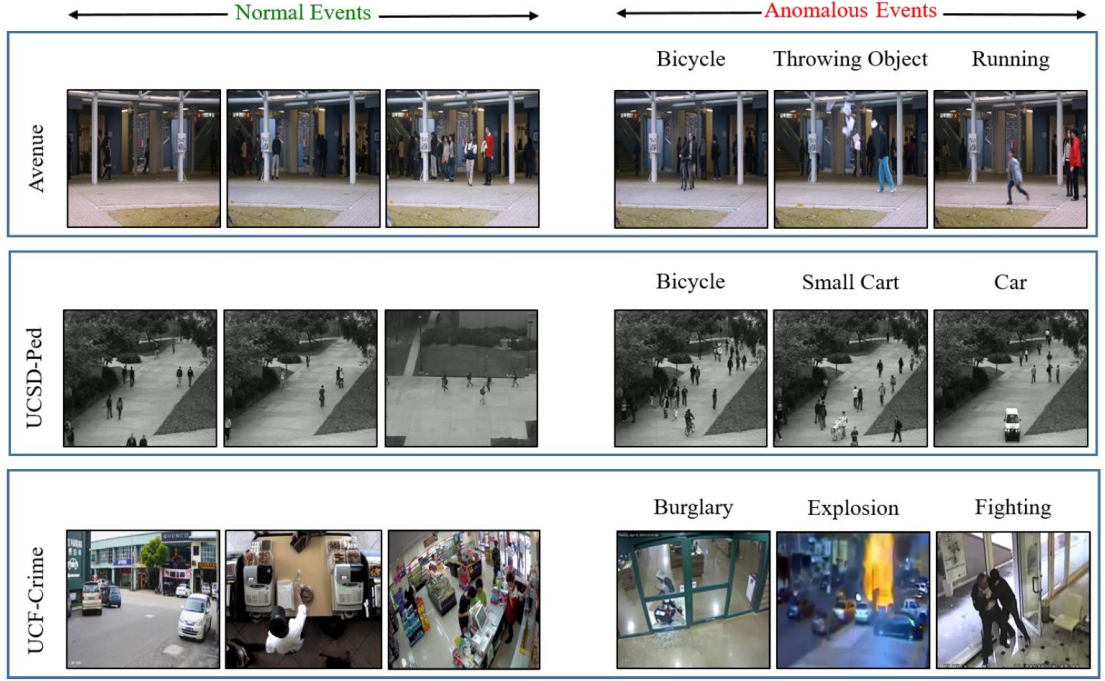 Normal Events
Anomalous Events
Avenue
Bicycle
Throwing Object
Running
UCSD-Ped
Bicycle
Small Cart
Car
UCF-Crime
Burglary
Explosion
Fighting